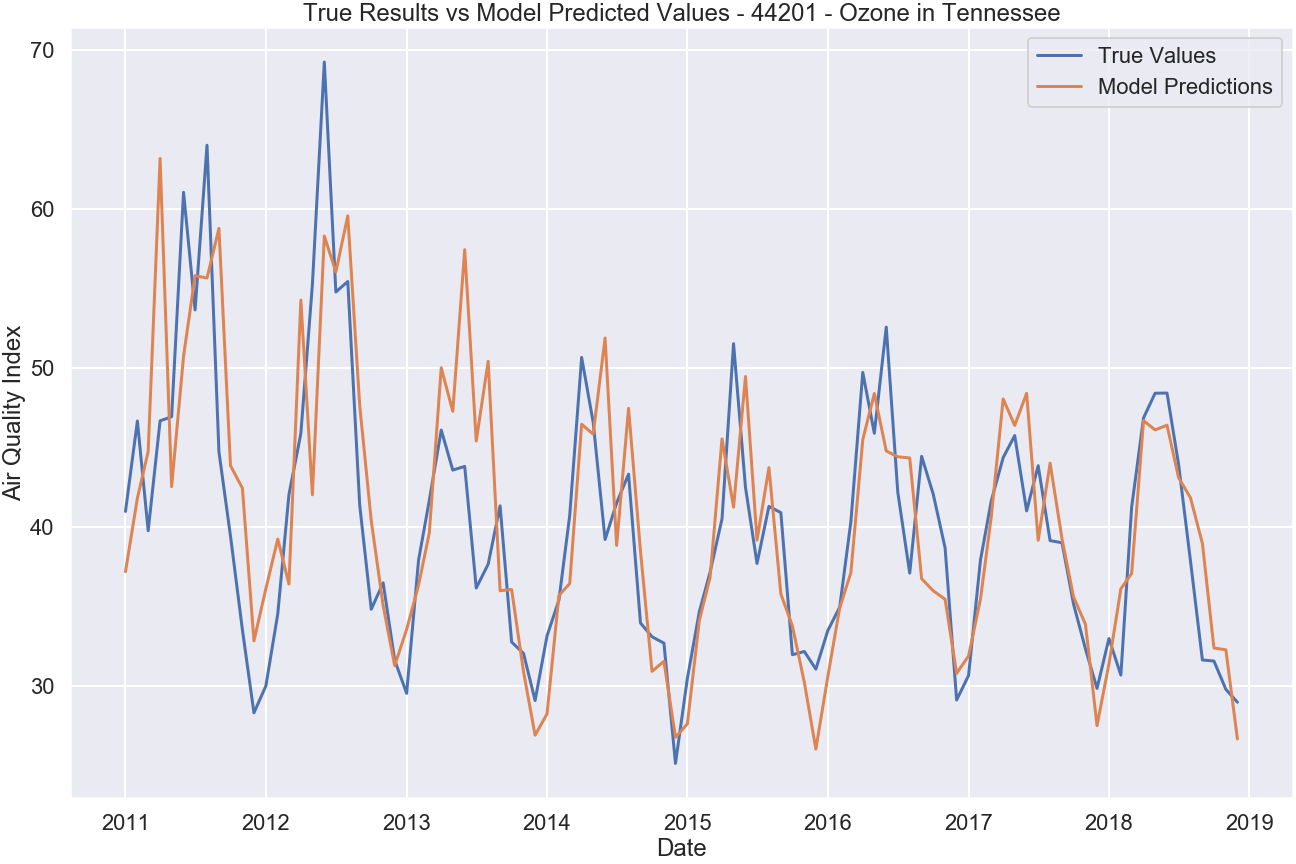 True Results vs Model Predicted Values - 44201 - Ozone in Tennessee
True Values
Model Predictions
Air Quality Index
70
60
50
40
30
2011 2012 2013 2014 2015 2016 2017 2018 2019
Date